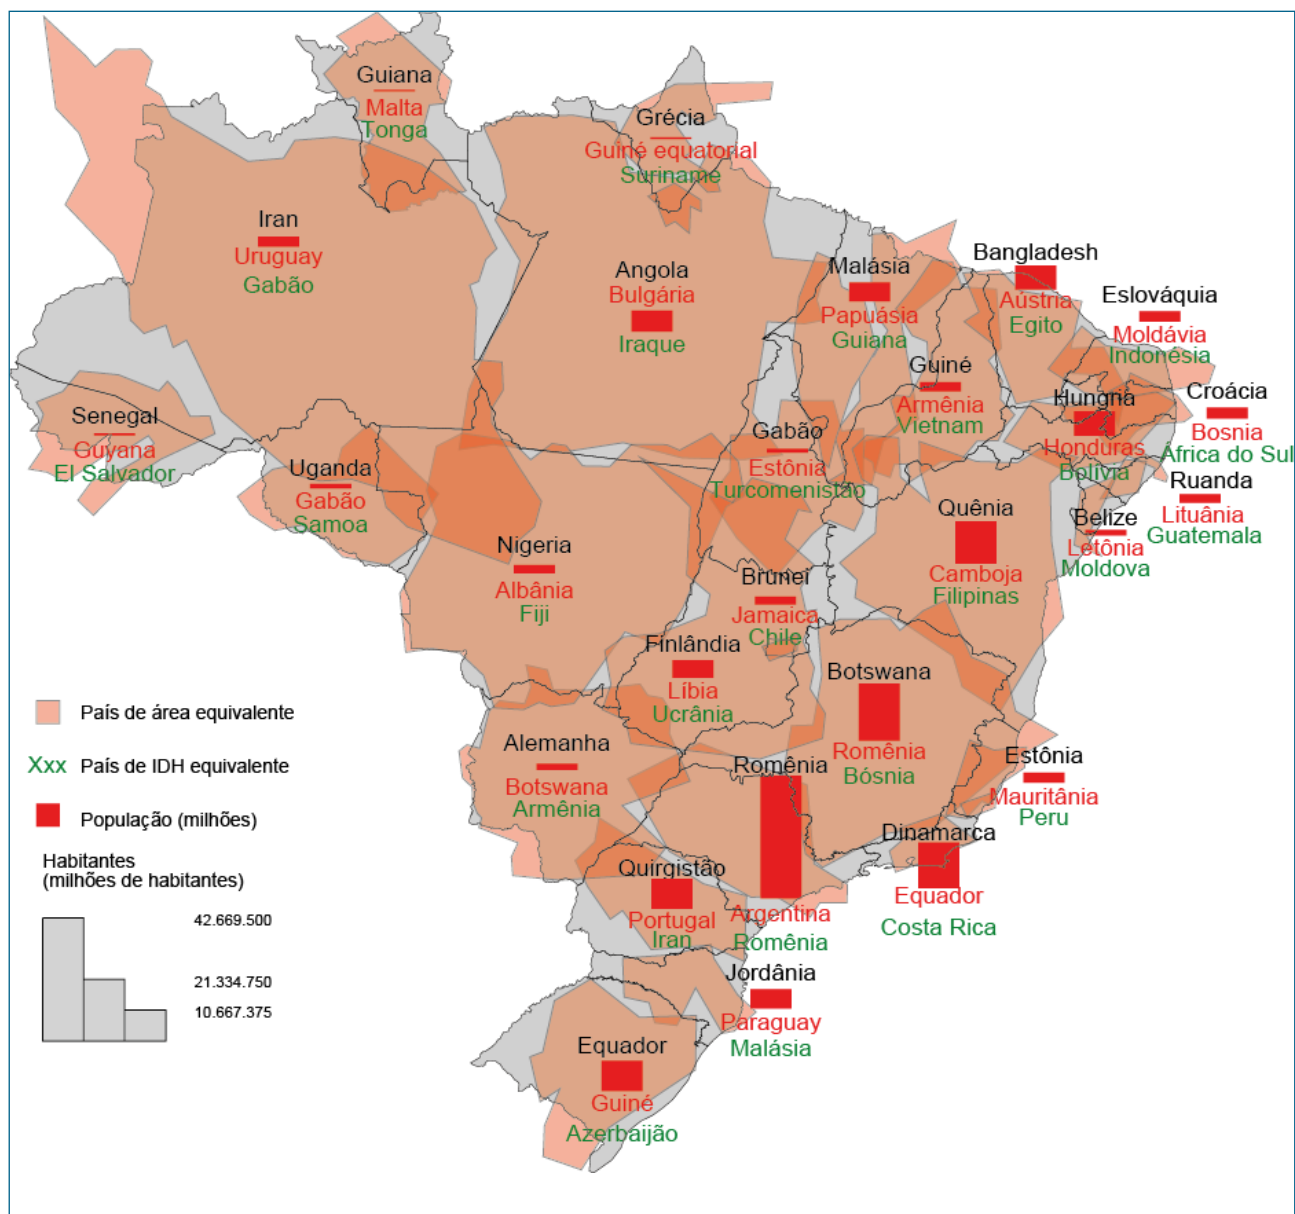 Guiana
Malta
Tonga
Grécia
Guiné equatorial
Suriname
Iran
Uruguay
Gabão
Angola
Bulgária
Iraque
Malásia
Papuásia
Guiana
Bangladesh
Aústria
Egito
Eslováquia
Moldávia
Indonésia
Guiné
Armênia
Vietnam
Hungria
Honduras
Bolívia
Croácia
Bosnia
África do Sul
Senegal
Guyana
El Salvador
Uganda
Gabão
Samoa
Gabão
Estônia
Turcomenistão
Ruanda
Lituânia
Guatemala
Belize
Letônia
Moldova
Quênia
Camboja
Filipinas
Nigeria
Albânia
Fiji
Brunei
Jamaica
Chile
Finlândia
Líbia
Ucrânia
Botswana
Romênia
Bósnia
Alemanha
Botswana
Armênia
Estônia
Mauritânia
Peru
Romênia
Argentina
Romênia
Dinamarca
Equador
Costa Rica
Quirgistão
Portugal
Iran
Jordânia
Paraguay
Malásia
Equador
Guiné
Azerbaijão
País de área equivalente
Xxx País de IDH equivalente
População (milhões)
Habitantes
(milhões de habitantes)
42.669.500
21.334.750
10.667.375